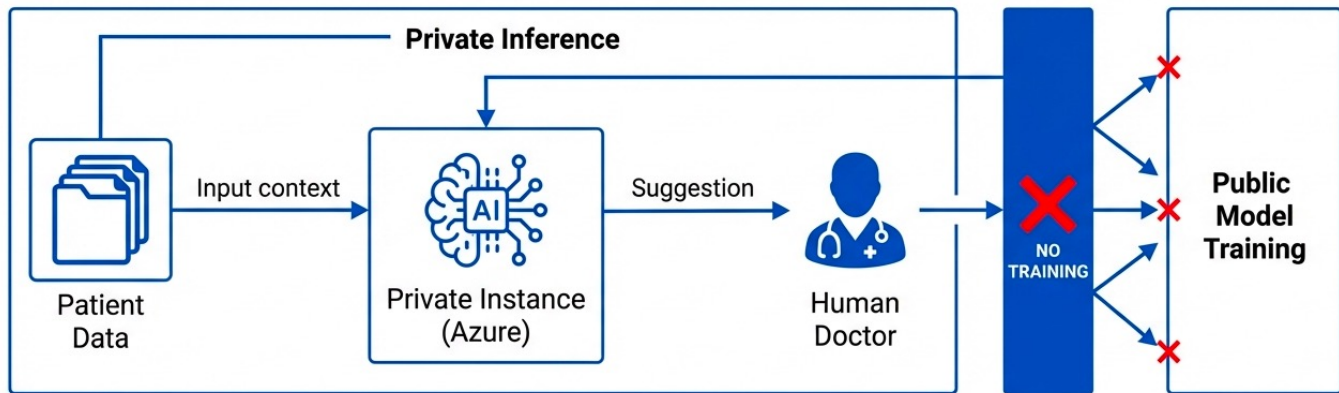 Private Inference
Input context
AI
Suggestion
Patient
Data
Private Instance
(Azure)
Human
Doctor
NO
TRAINING
Public
Model
Training